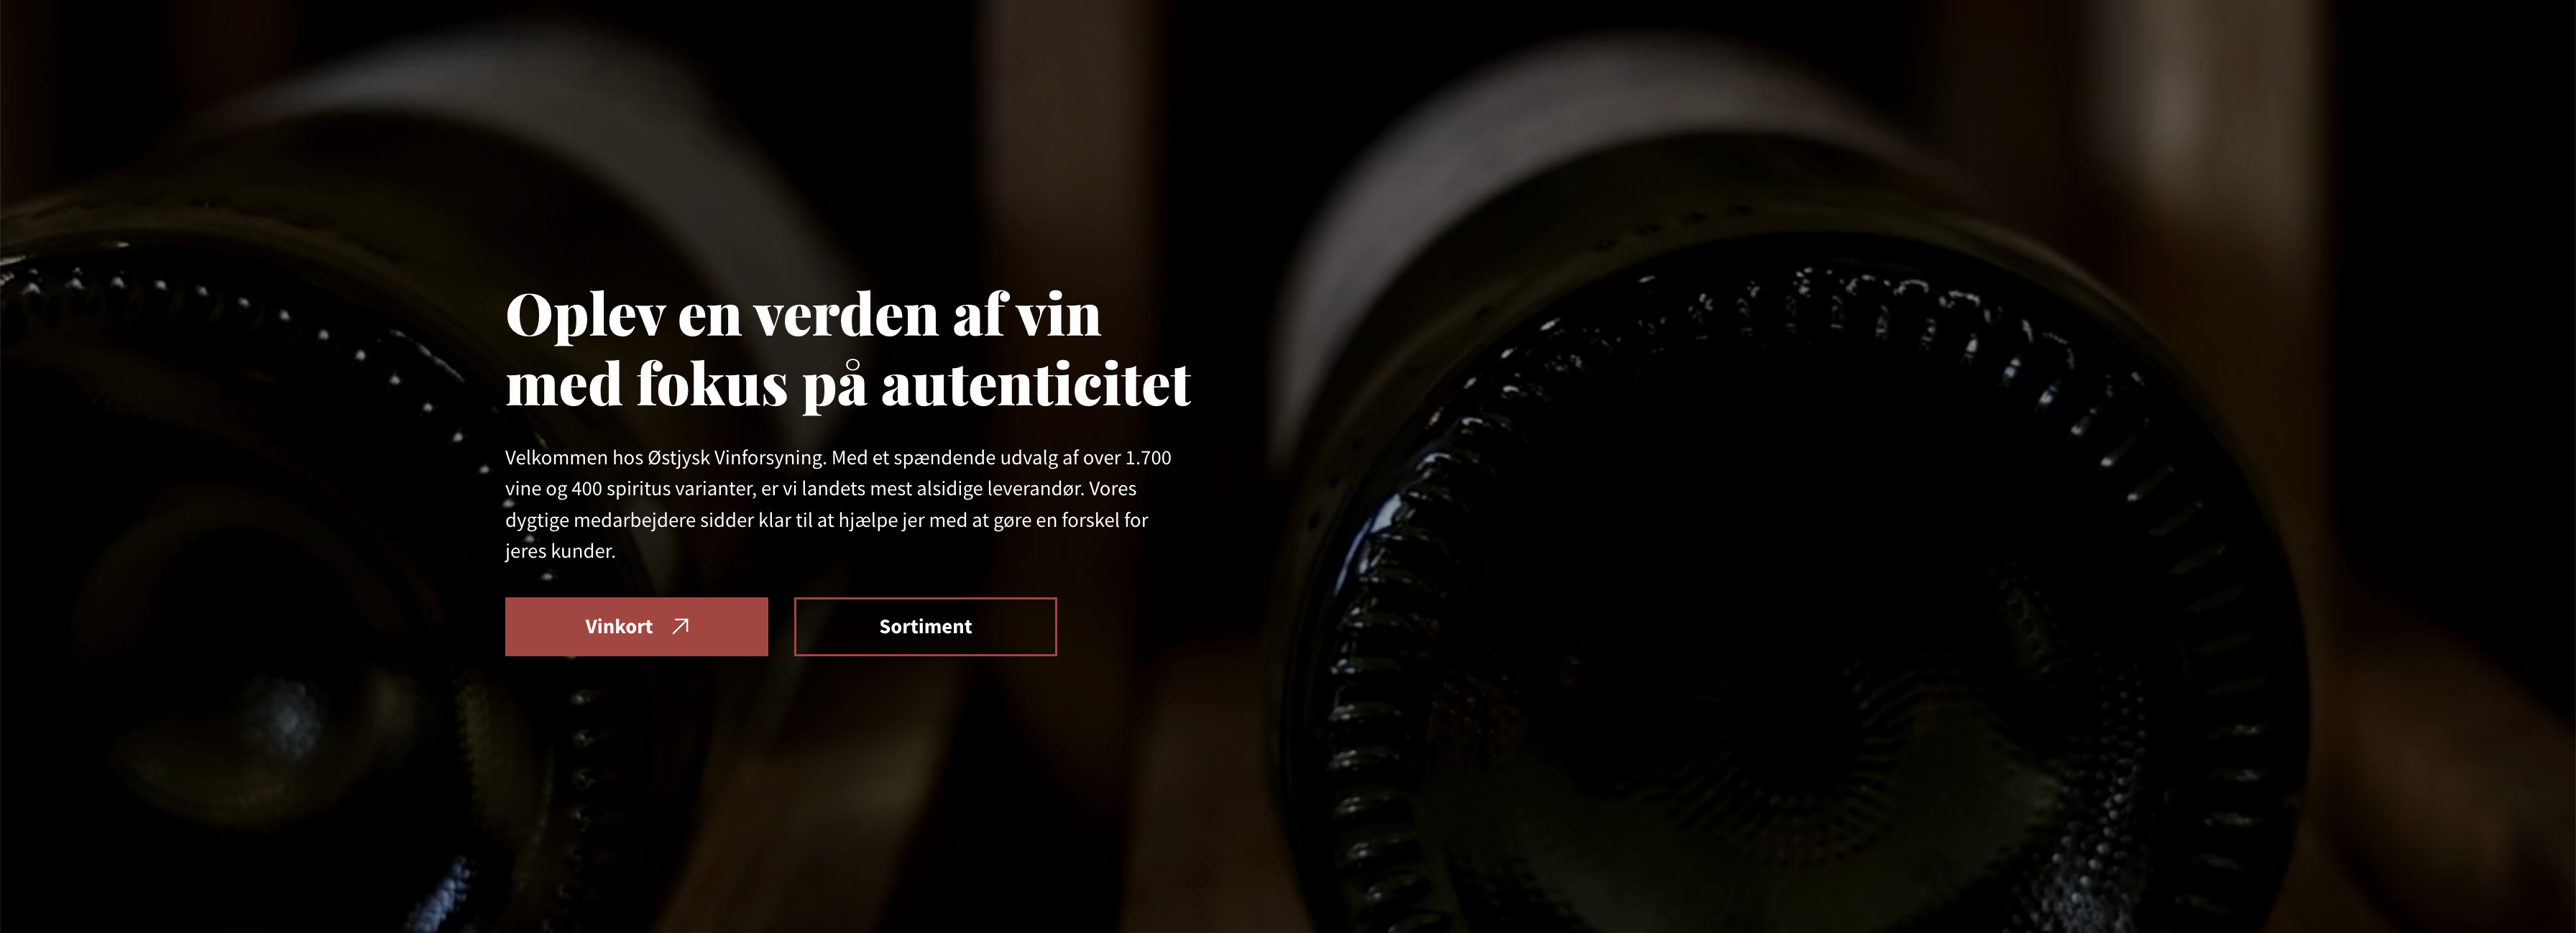 Oplev en verden af vin
med fokus på autenticitet
Velkommen hos Østjysk Vinforsyning. Med et spændende udvalg af over 1.700
vine og 400 spiritus varianter, er vi landets mest alsidige leverandør. Vores
dygtige medarbejdere sidder klar til at hjælpe jer med at gøre en forskel for
jeres kunder.
Vinkort
Sortiment